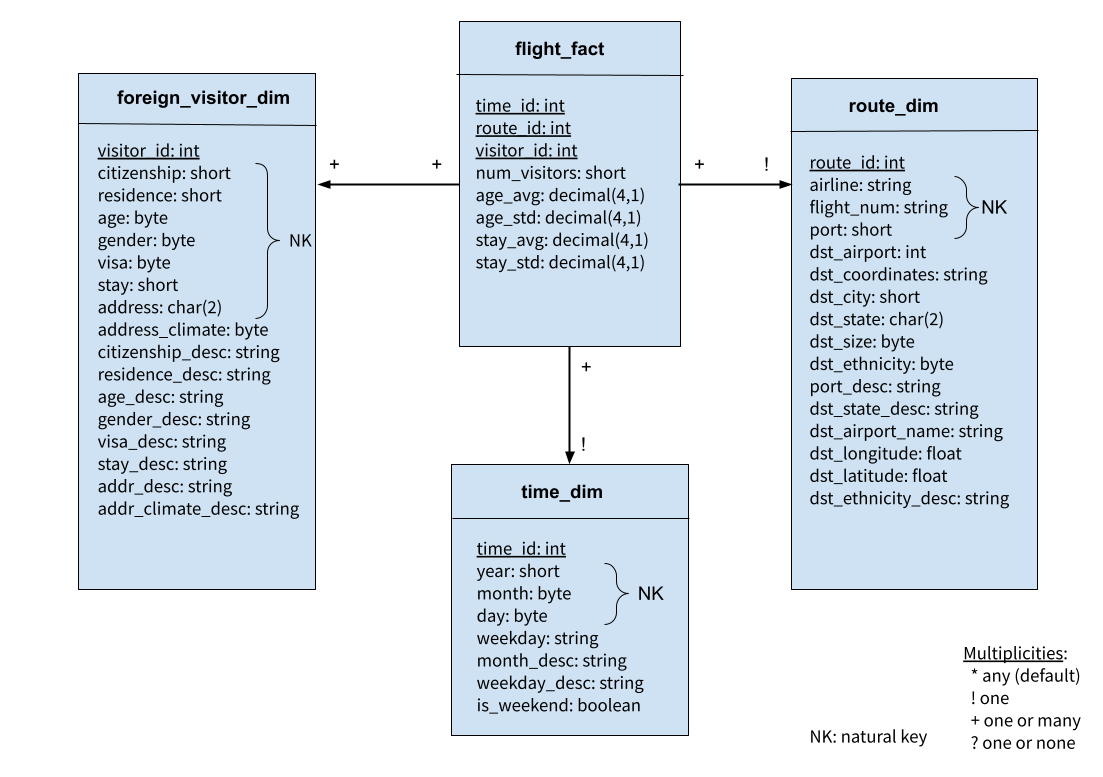 flight_fact
time_id: int
route_id: int
visitor_id: int
num_visitors: short
age_avg: decimal(4,1)
age_std: decimal(4,1)
stay_avg: decimal(4,1)
stay_std: decimal(4,1)
foreign_visitor_dim
visitor_id: int
citizenship: short
residence: short
age: byte
gender: byte
visa: byte
stay: short
address: char(2)
NK
address_climate: byte
citizenship_desc: string
residence_desc: string
age_desc: string
gender_desc: string
visa_desc: string
stay_desc: string
addr_desc: string
addr_climate_desc: string
+
+
+
!
route_dim
route_id: int
airline: string
flight_num: string
port: short
NK
dst_airport: int
dst_coordinates: string
dst_city: short
dst_state: char(2)
dst_size: byte
dst_ethnicity: byte
port_desc: string
dst_state_desc: string
dst_airport_name: string
dst_longitude: float
dst_latitude: float
dst_ethnicity_desc: string
+
!
time_dim
time_id: int
year: short
month: byte
day: byte
NK
weekday: string
month_desc: string
weekday_desc: string
is_weekend: boolean
NK: natural key
Multiplicities:
* any (default)
! one
+ one or many
? one or none